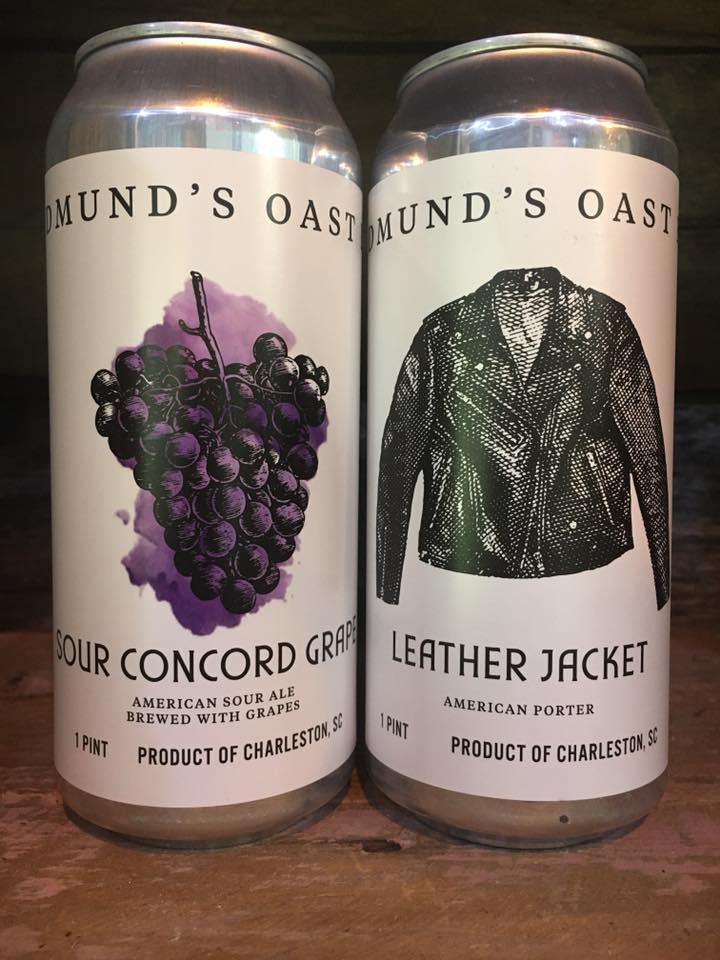 DMUND'S OAST
SOUR CONCORD GRAPE
AMERICAN SOUR ALE
BREWED WITH GRAPES
1 PINT PRODUCT OF CHARLESTON, SC
DMUND'S OAST
LEATHER JACKET
AMERICAN PORTER
1 PINT PRODUCT OF CHARLESTON, SC